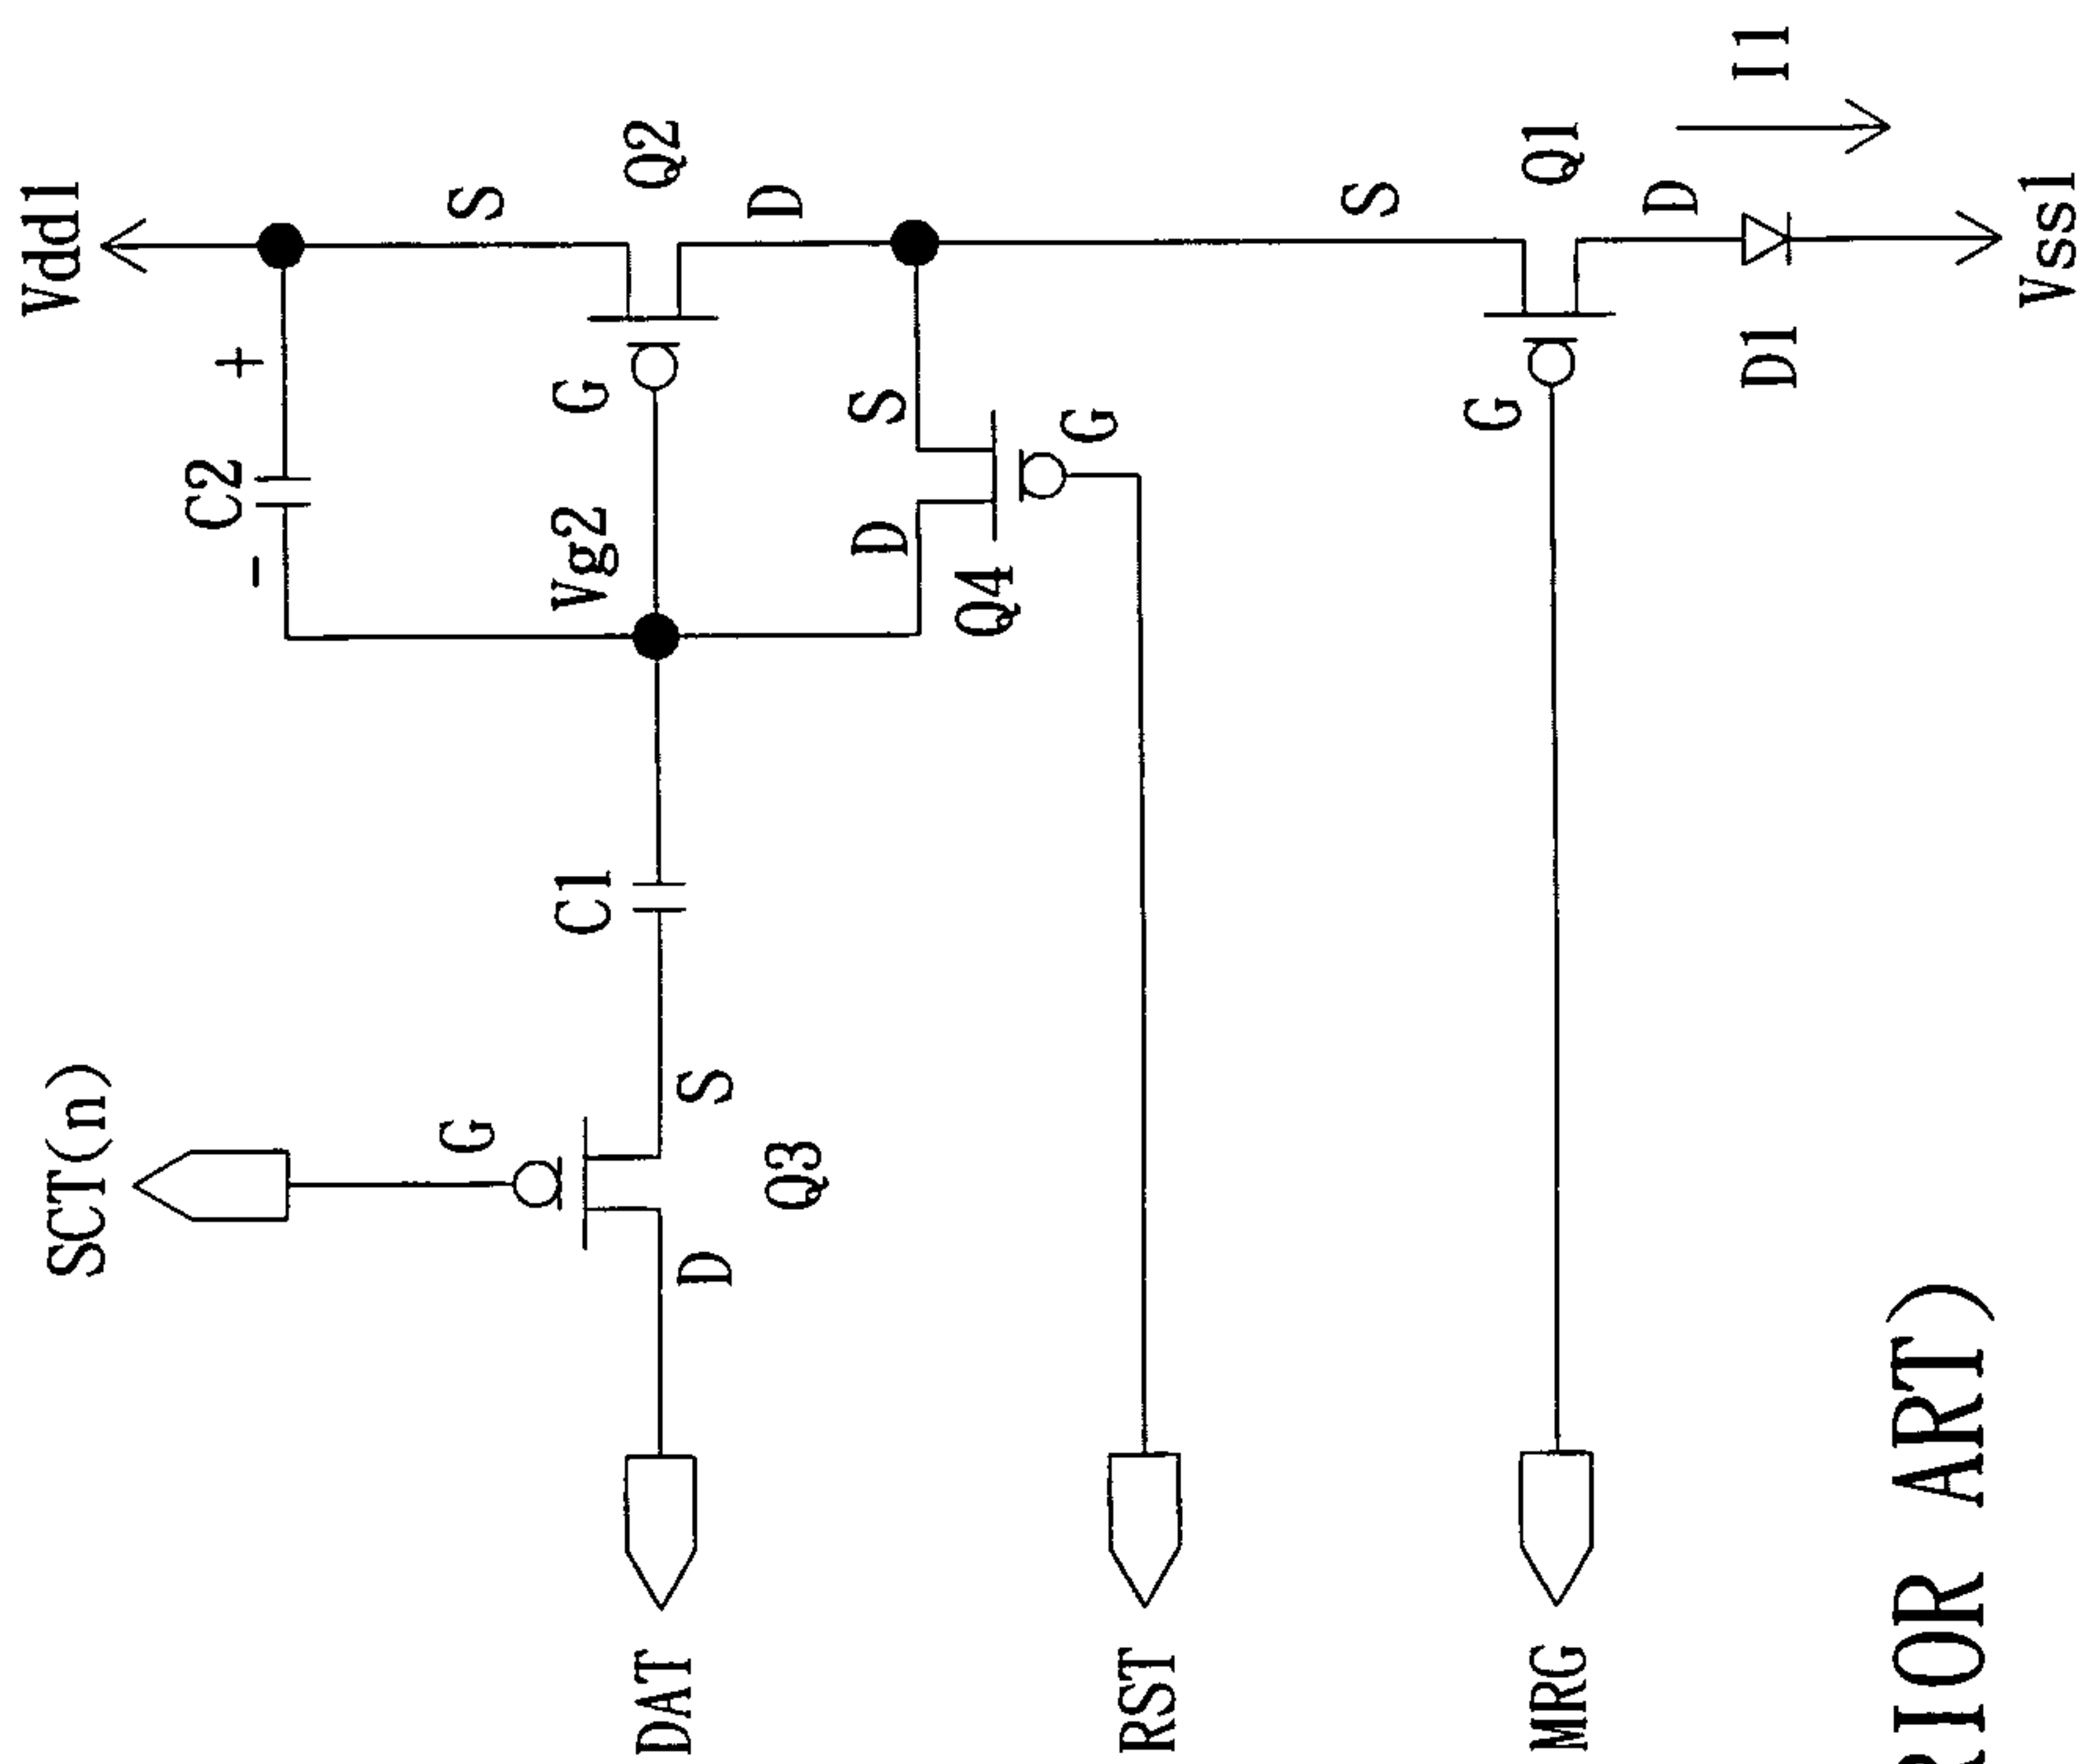 SCT(n)
Vdd1
C2
-
+
G
S
C1
Vg2
G
DAT
Q2
D
S
D
Q3
D
S
Q4
G
RST
S
G
MRG
Q1
D
D1
I1
RIOR ART)
Vss1